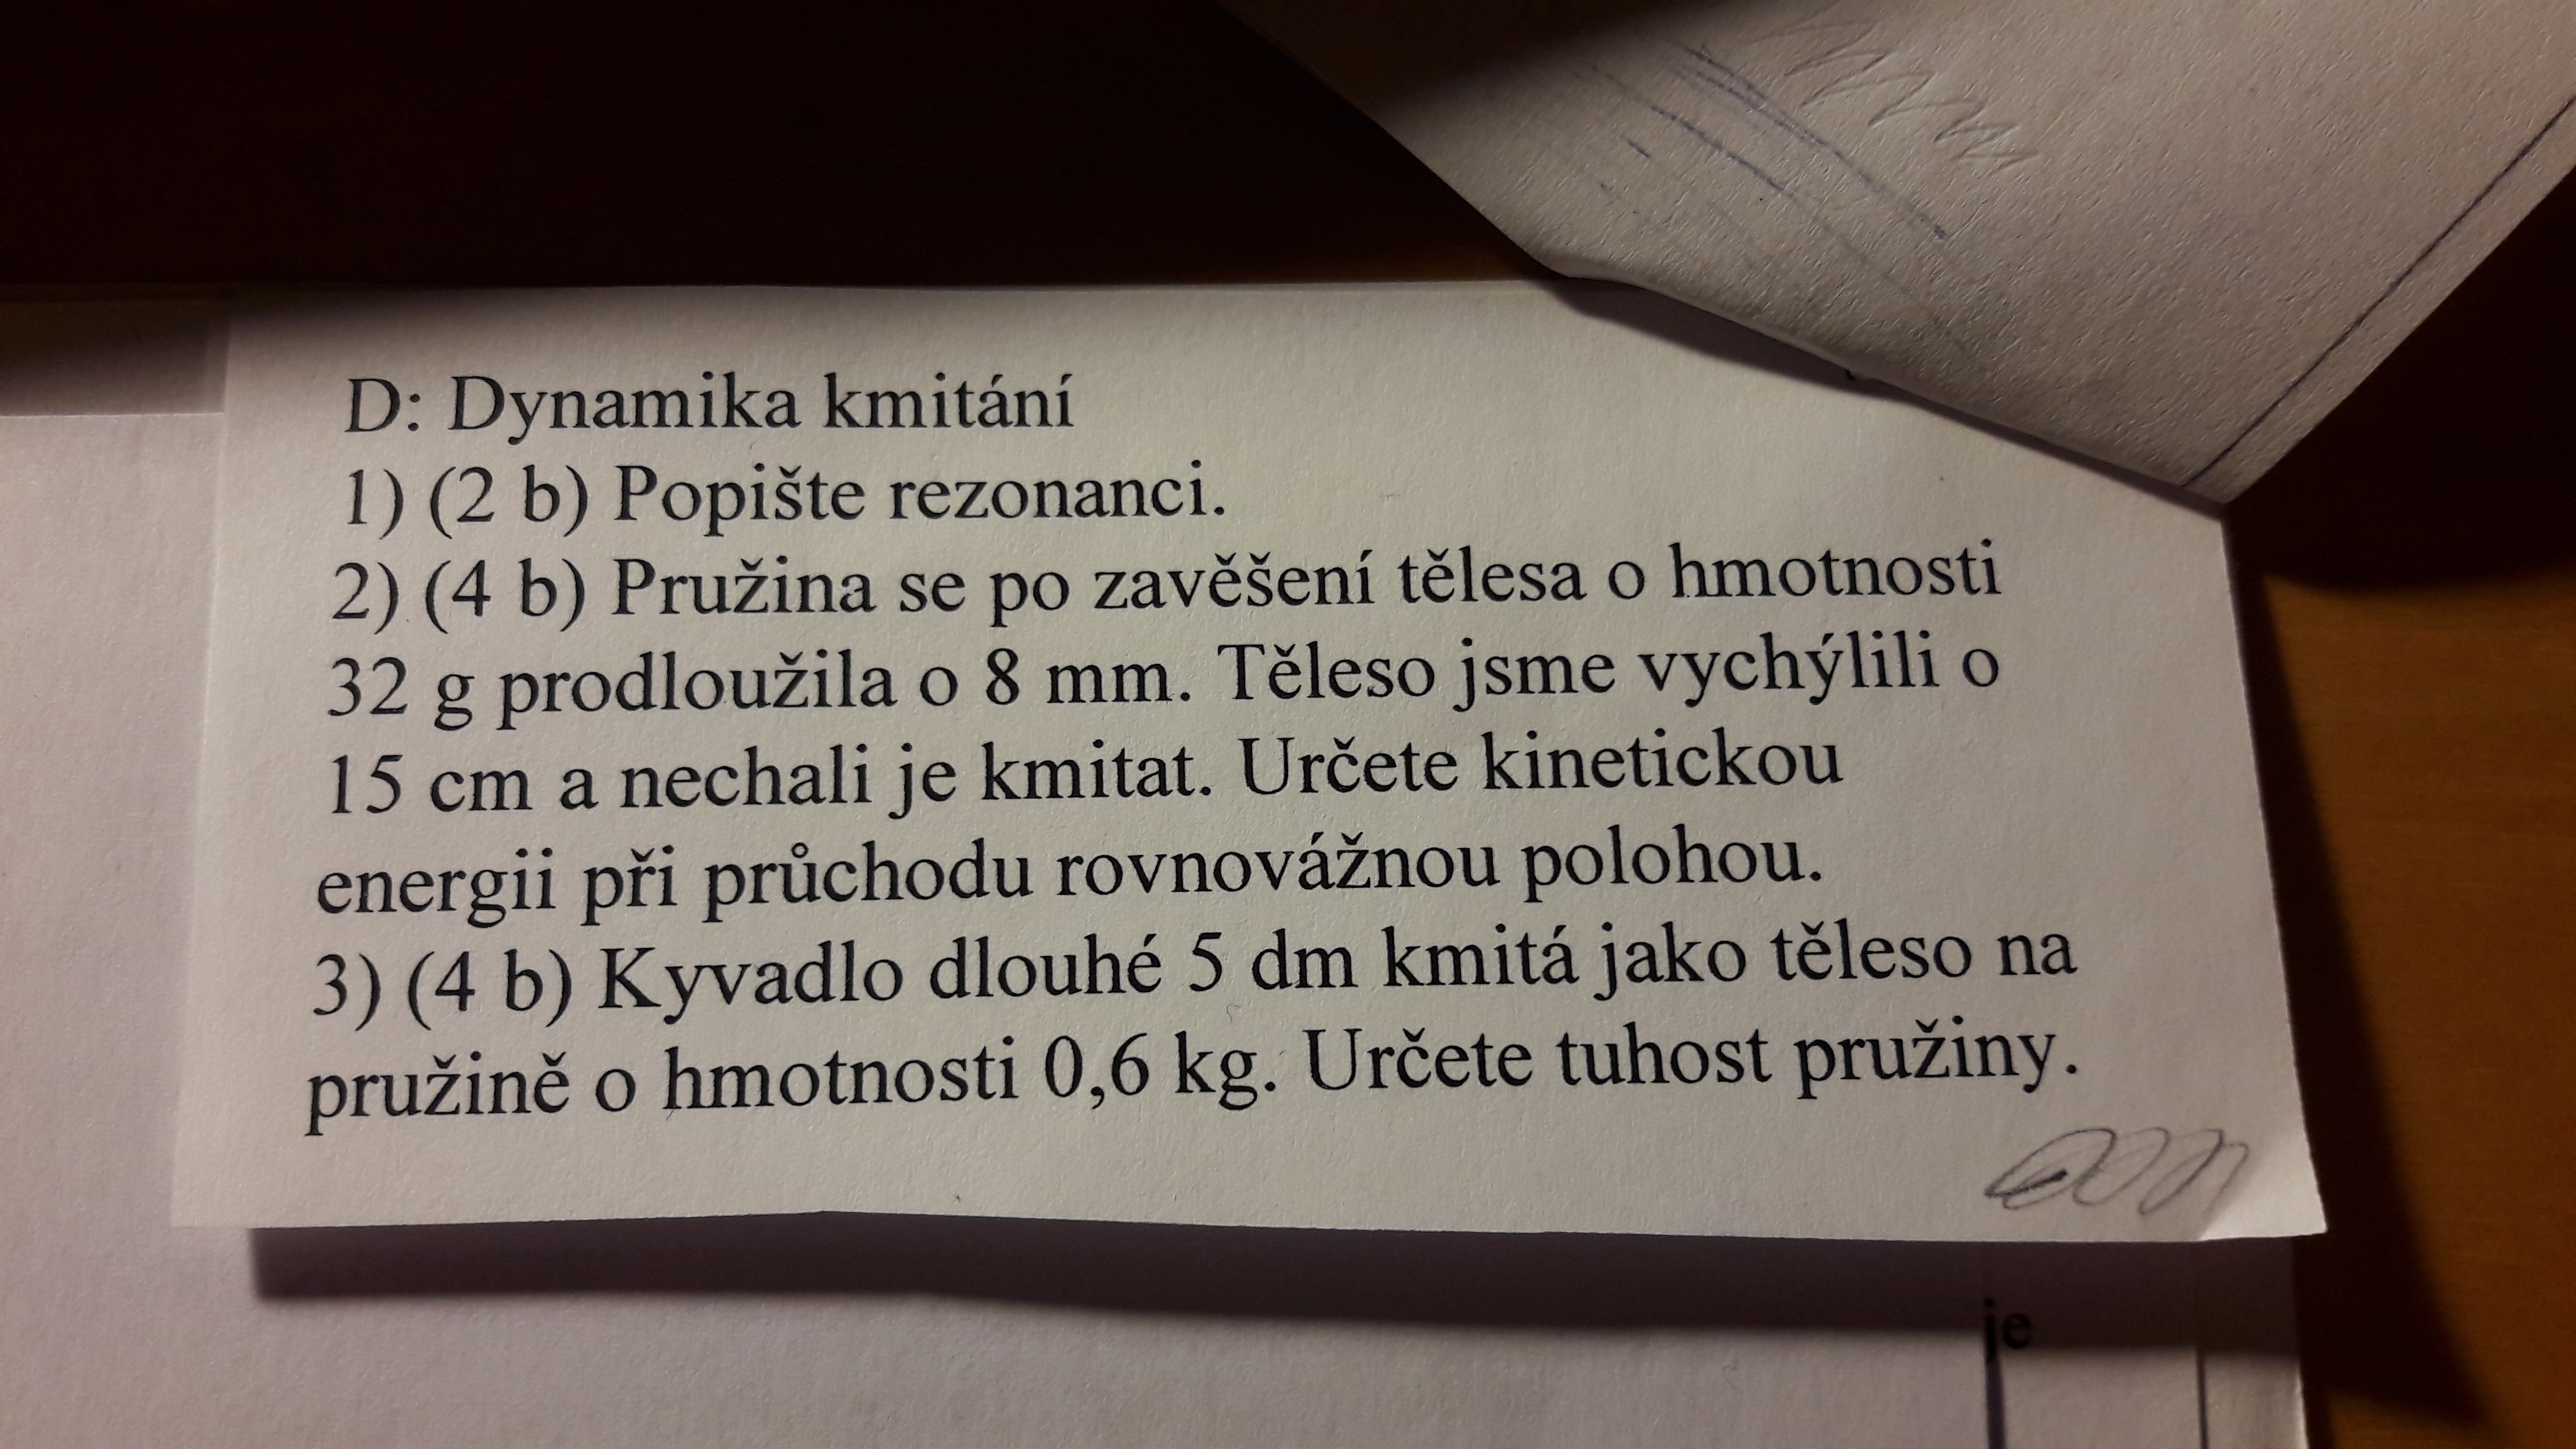 D: Dynamika kmitání
1) (2 b) Popište rezonanci.
2) (4 b) Pružina se po zavěšení tělesa o hmotnosti
32 g prodloužila o 8 mm. Těleso jsme vychýlili o
15 cm a nechali je kmitat. Určete kinetickou
energii při průchodu rovnovážnou polohou.
3) (4 b) Kyvadlo dlouhé 5 dm kmitá jako těleso na
pružině o hmotnosti 0,6 kg. Určete tuhost pružiny.
je